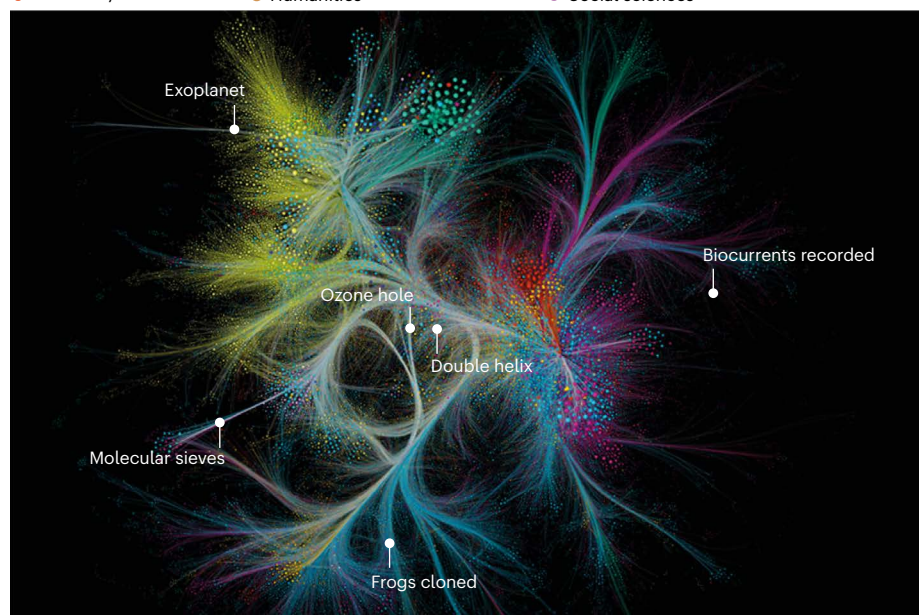 Humanities
Social sciences
Exoplanet
Biocurrents recorded
Ozone hole
Double helix
Molecular sieves
Frogs cloned